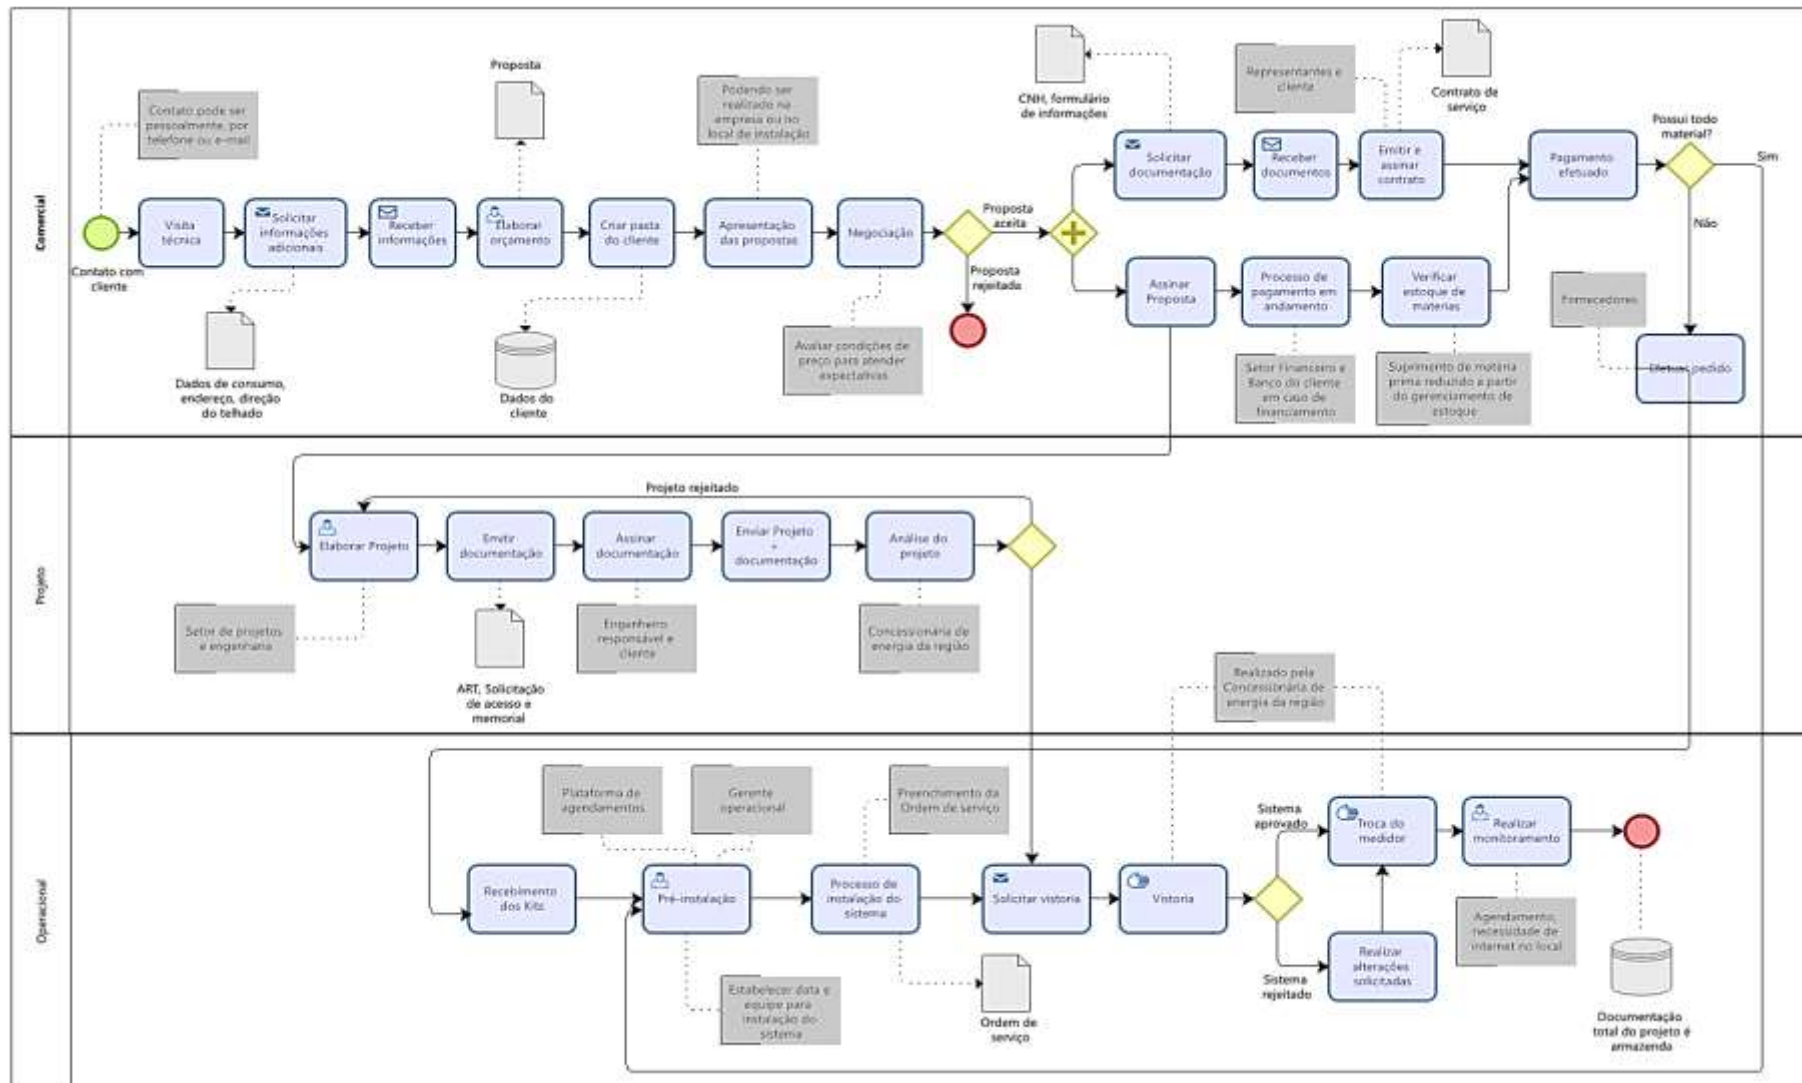 Comercial
Contato pode ser
pessoalmente, por
telefone ou e-mail
Contato com
cliente
Visita
técnica
Solicitar
informações
adicionais
Dados de consumo,
endereço, direção
do telhado
Receber
informações
Proposta
Elaborar
orçamento
Criar pasta
do cliente
Dados do
cliente
Podendo ser
realizado na
empresa ou no
local de instalação
Apresentação
das propostas
Negociação
Avaliar condições de
preço para atender
expectativas
Proposta
aceita
Proposta
rejeitada
CNH, formulário
de informações
Solicitar
documentação
Receber
documentos
Representantes e
cliente
Emitir e
assinar
contrato
Contrato de
serviço
Pagamento
efetuado
Possui todo
material?
Sim
Não
Assinar
Proposta
Processo de
pagamento em
andamento
Verificar
estoque de
materias
Setor Financeiro e
Banco do cliente
em caso de
financiamento
Suprimento de matéria
prima reduzido a partir
do gerenciamento de
estoque
Fornecedores
Efetuar pedido
Projeto
Projeto rejeitado
Elaborar Projeto
Emitir
documentação
Assinar
documentação
Enviar Projeto
+
documentação
Análise do
projeto
Setor de projetos
e engenharia
ART, Solicitação
de acesso e
memorial
Engenheiro
responsável e
cliente
Concessionária de
energia da região
Realizado pela
Concessionária de
energia da região
Operacional
Plataforma de
agendamentos
Gerente
operacional
Preenchimento da
Ordem de serviço
Recebimento
dos Kits
Pré-instalação
Processo de
instalação do
sistema
Solicitar vistoria
Vistoria
Sistema
aprovado
Sistema
rejeitado
Troca do
medidor
Realizar
monitoramento
Realizar
alterações
solicitadas
Estabelecer data e
equipe para
instalação do
sistema
Ordem de
serviço
Agendamento,
necessidade de
internet no local
Documentação
total do projeto é
armazenda